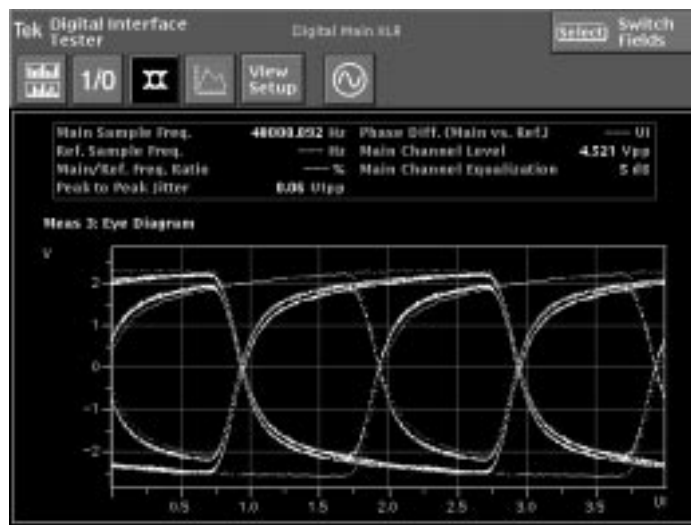 Tek Digital Interface Tester
Digital Main XLR
Select Switch Fields
1/0
View Setup
Main Sample Freq. 48000.892 Hz
Phase Diff. (Main vs. Ref.) --- UI
Ref. Sample Freq. --- Hz
Main Channel Level 4.521 Vpp
Main/Ref. Freq. Ratio --- %
Main Channel Equalization 5 dB
Peak to Peak Jitter 0.06 UIpp
Meas 3: Eye Diagram
V
2
1
0
-1
-2
0.5 1.0 1.5 2.0 2.5 3.0 3.5 UI